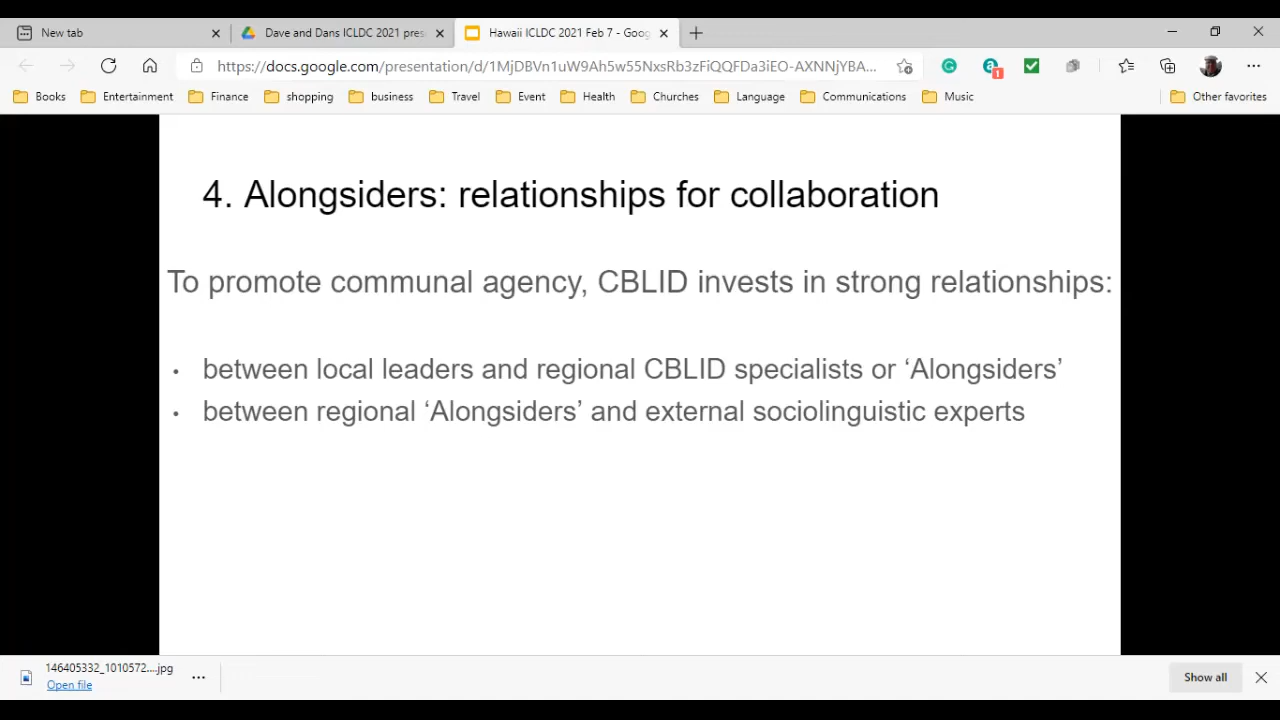 New tab
Dave and Dans ICLDC 2021 pres
Hawaii ICLDC 2021 Feb 7 - Goog
https://docs.google.com/presentation/d/1MjDBVn1uW9Ah5w55NxsRb3zFiQQFDa3iEO-AXNNjYBA...
1
Books Entertainment Finance shopping business Travel Event Health Churches Language Communications Music Other favorites
4. Alongsiders: relationships for collaboration
To promote communal agency, CBLID invests in strong relationships:
• between local leaders and regional CBLID specialists or ‘Alongsiders’
• between regional ‘Alongsiders’ and external sociolinguistic experts
146405332_1010572....jpg
Open file
Show all